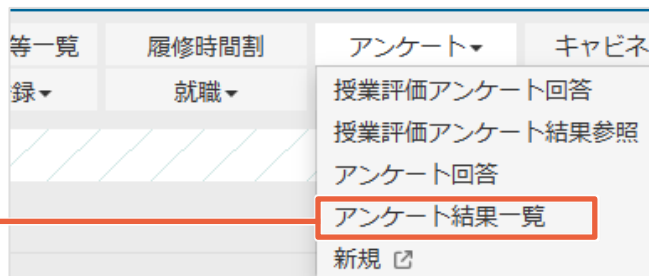 等一覧 履修時間割 アンケート▾ キャビネ
録▾ 就職▾
授業評価アンケート回答
授業評価アンケート結果参照
アンケート回答
アンケート結果一覧
新規